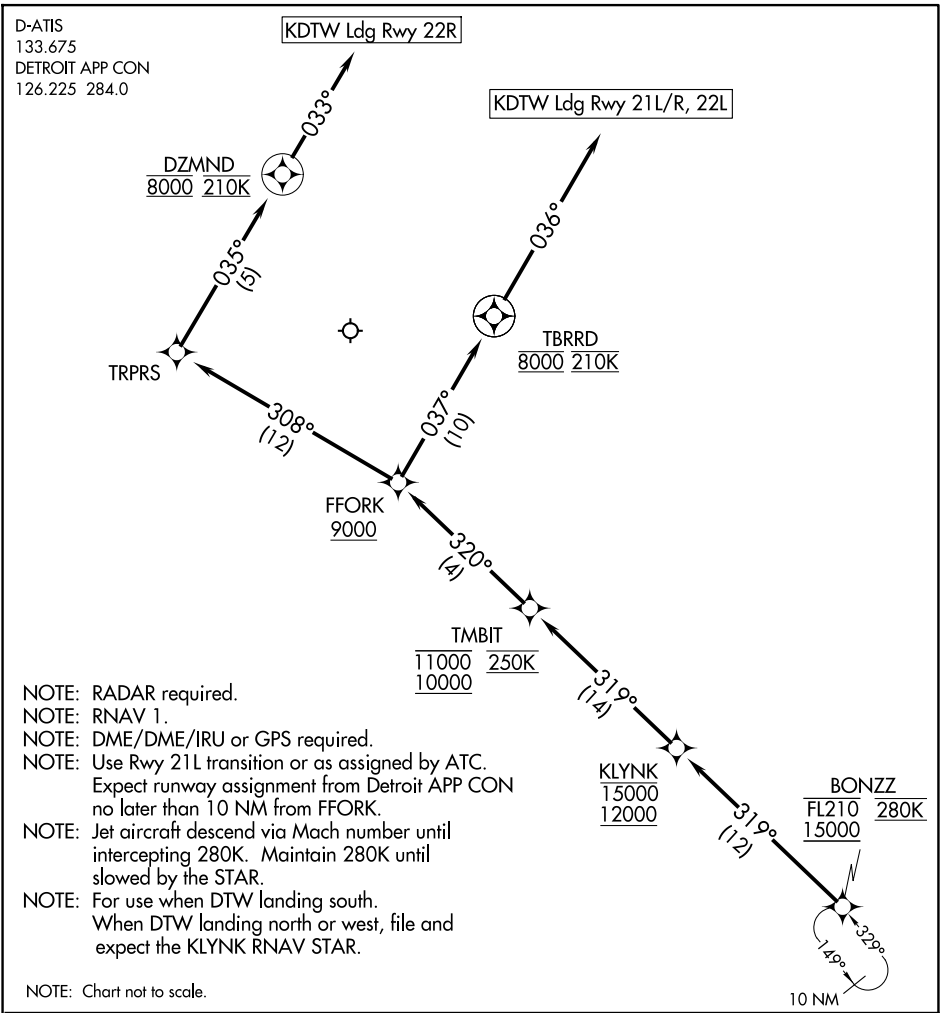 D-ATIS
133.675
DETROIT APP CON
126.225 284.0
KDTW Ldg Rwy 22R
KDTW Ldg Rwy 21L/R, 22L
033°
DZMND
8000 210K
036°
035°
(5)
TBRRD
8000 210K
TRPRS
037°
(10)
308°
(12)
FFORK
9000
320°
(4)
TMBIT
11000 250K
10000
319°
(14)
KLYNK
15000
12000
BONZZ
FL210 280K
15000
319°
(12)
329°
149°
10 NM
NOTE: RADAR required.
NOTE: RNAV 1.
NOTE: DME/DME/IRU or GPS required.
NOTE: Use Rwy 21L transition or as assigned by ATC.
Expect runway assignment from Detroit APP CON
no later than 10 NM from FFORK.
NOTE: Jet aircraft descend via Mach number until
intercepting 280K. Maintain 280K until
slowed by the STAR.
NOTE: For use when DTW landing south.
When DTW landing north or west, file and
expect the KLYNK RNAV STAR.
NOTE: Chart not to scale.